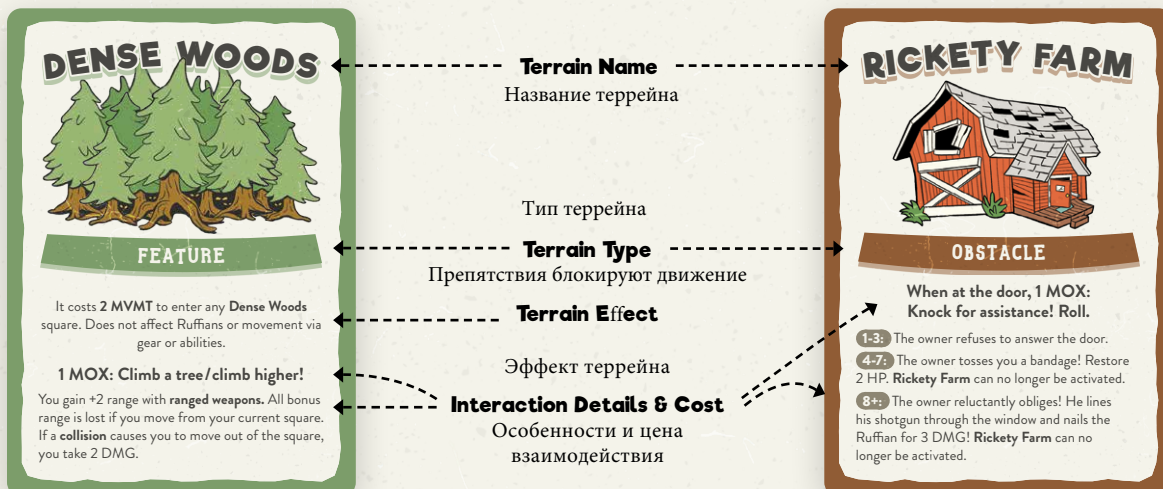 DENSE WOODS
FEATURE
It costs 2 MVMT to enter any Dense Woods
square. Does not affect Ruffians or movement via
gear or abilities.
1 MOX: Climb a tree/climb higher!
You gain +2 range with ranged weapons. All bonus
range is lost if you move from your current square.
If a collision causes you to move out of the square,
you take 2 DMG.
Terrain Name
Название террейна
Тип террейна
Terrain Type
Препятствия блокируют движение
Terrain Effect
Эффект террейна
Interaction Details & Cost
Особенности и цена
взаимодействия
RICKETY FARM
OBSTACLE
When at the door, 1 MOX:
Knock for assistance! Roll.
1-3: The owner refuses to answer the door.
4-7: The owner tosses you a bandage! Restore
2 HP. Rickety Farm can no longer be activated.
8+: The owner reluctantly obliges! He lines
his shotgun through the window and nails the
Ruffian for 3 DMG! Rickety Farm can no
longer be activated.